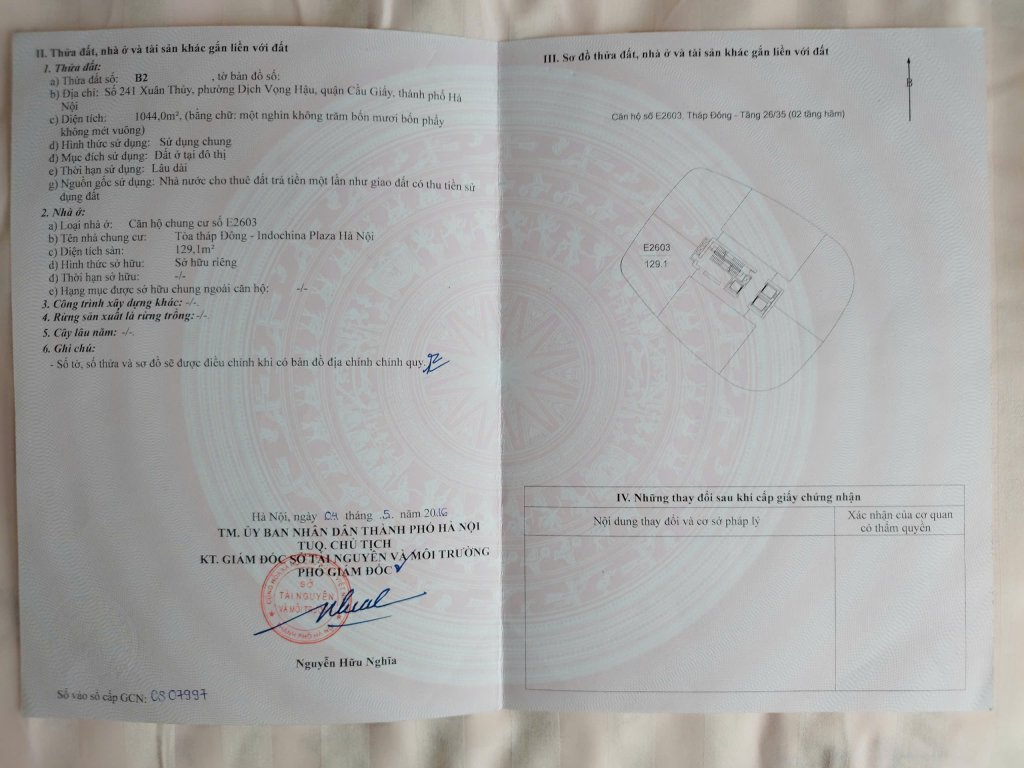 II. Thửa đất, nhà ở và tài sản khác gắn liền với đất
1. Thửa đất:
a) Thửa đất số: B2 , tờ bản đồ số:
b) Địa chỉ: Số 241 Xuân Thủy, phường Dịch Vọng Hậu, quận Cầu Giấy, thành phố Hà
Nội
c) Diện tích: 1044,0m², (bằng chữ: một nghìn không trăm bốn mươi bốn phẩy
không mét vuông)
d) Hình thức sử dụng: Sử dụng chung
đ) Mục đích sử dụng: Đất ở tại đô thị
e) Thời hạn sử dụng: Lâu dài
g) Nguồn gốc sử dụng: Nhà nước cho thuê đất trả tiền một lần như giao đất có thu tiền sử
dụng đất
2. Nhà ở:
a) Loại nhà ở: Căn hộ chung cư số E2603
b) Tên nhà chung cư: Tòa tháp Đông - Indochina Plaza Hà Nội
c) Diện tích sàn: 129,1m²
d) Hình thức sở hữu: Sở hữu riêng
đ) Thời hạn sở hữu: -/-
e) Hạng mục được sở hữu chung ngoài căn hộ: -/-
3. Công trình xây dựng khác: -/-
4. Rừng sản xuất là rừng trồng: -/-
5. Cây lâu năm: -/-
6. Ghi chú:
- Số tờ, số thửa và sơ đồ sẽ được điều chỉnh khi có bản đồ địa chính chính quy
Hà Nội, ngày 04 tháng 5 năm 2016
TM. ỦY BAN NHÂN DÂN THÀNH PHỐ HÀ NỘI
TUQ. CHỦ TỊCH
KT. GIÁM ĐỐC SỞ TÀI NGUYÊN VÀ MÔI TRƯỜNG
PHÓ GIÁM ĐỐC
SỞ
TÀI NGUYÊN
VÀ MÔI TRƯỜNG
THÀNH PHỐ HÀ NỘI
Nguyễn Hữu Nghĩa
Số vào sổ cấp GCN: CS 07997
III. Sơ đồ thửa đất, nhà ở và tài sản khác gắn liền với đất
B
Căn hộ số E2603, Tháp Đông - Tầng 26/35 (02 tầng hầm)
E2603
129.1
IV. Những thay đổi sau khi cấp giấy chứng nhận
Nội dung thay đổi và cơ sở pháp lý
Xác nhận của cơ quan
có thẩm quyền